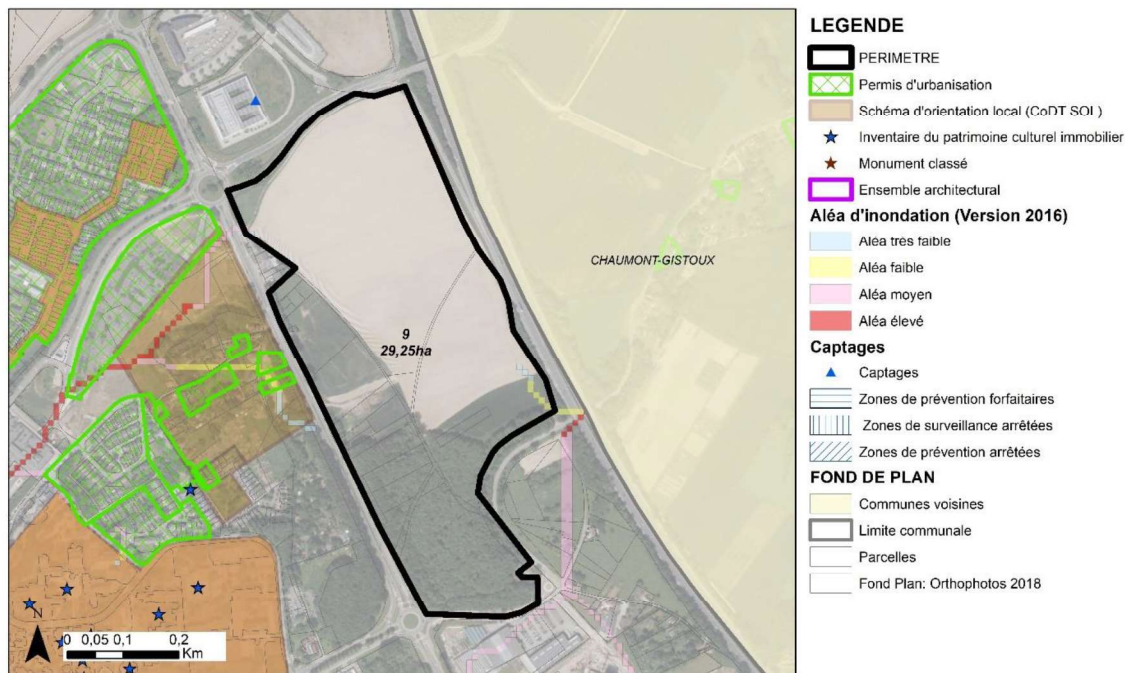 LEGENDE
PERIMETRE
Permis d'urbanisation
Schéma d'orientation local (CoDT SOL)
Inventaire du patrimoine culturel immobilier
Monument classé
Ensemble architectural
Aléa d'inondation (Version 2016)
Aléa très faible
Aléa faible
Aléa moyen
Aléa élevé
Captages
Captages
Zones de prévention forfaitaires
Zones de surveillance arrêtées
Zones de prévention arrêtées
FOND DE PLAN
Communes voisines
Limite communale
Parcelles
Fond Plan: Orthophotos 2018
CHAUMONT-GISTOUX
9
29,25ha
N
0 0,05 0,1 0,2
Km